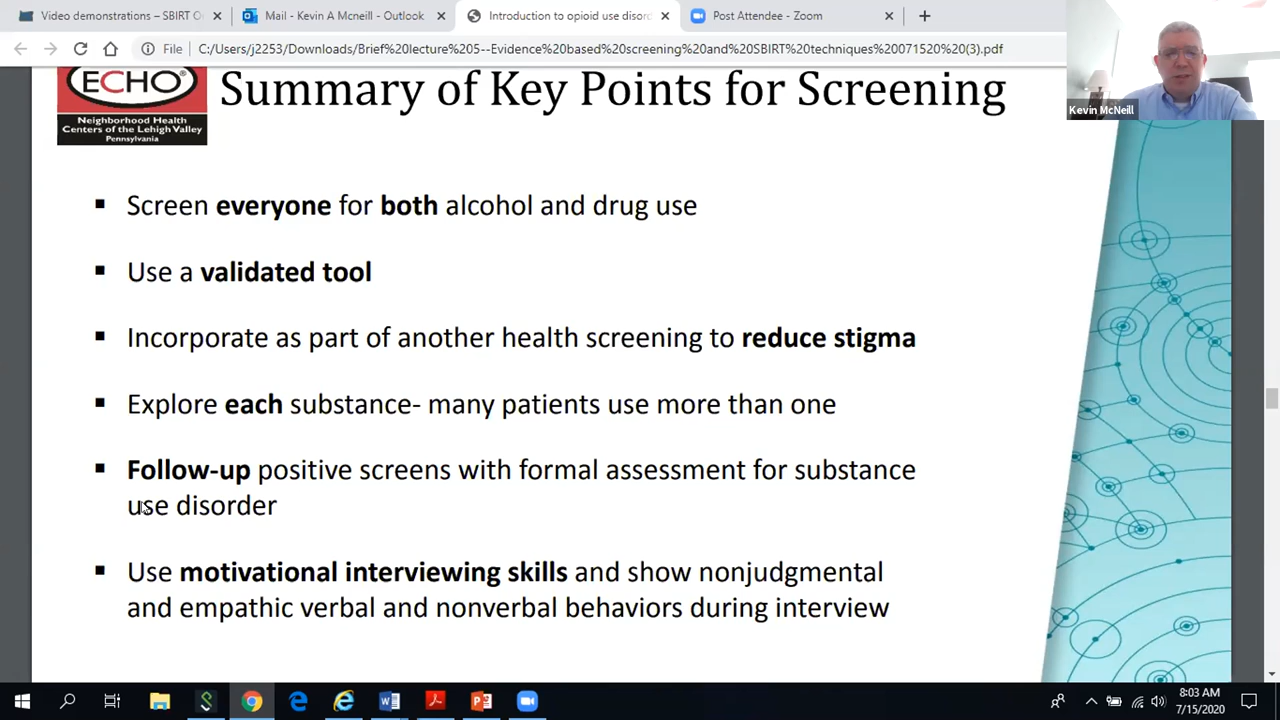 Video demonstrations – SBIRT O
Mail - Kevin A Mcneill - Outlook
Introduction to opioid use disord
Post Attendee - Zoom
File
C:/Users/j2253/Downloads/Brief%20lecture%205--Evidence%20based%20screening%20and%20SBIRT%20techniques%20071520%20(3).pdf
ECHO®
Neighborhood Health
Centers of the Lehigh Valley
Pennsylvania
Summary of Key Points for Screening
Kevin McNeill
▪ Screen everyone for both alcohol and drug use
▪ Use a validated tool
▪ Incorporate as part of another health screening to reduce stigma
▪ Explore each substance- many patients use more than one
▪ Follow-up positive screens with formal assessment for substance
use disorder
▪ Use motivational interviewing skills and show nonjudgmental
and empathic verbal and nonverbal behaviors during interview
8:03 AM
7/15/2020